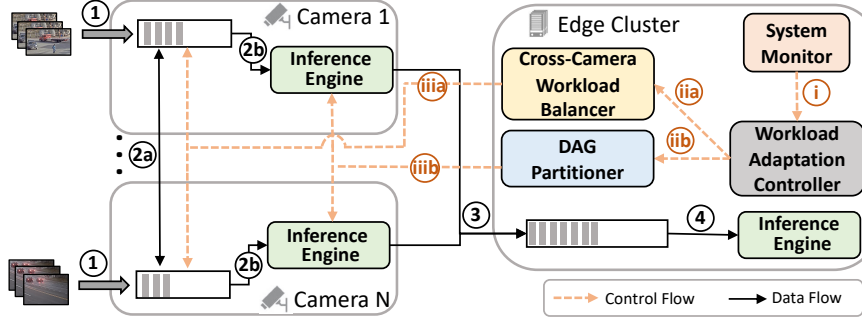 1
Camera 1
2b
Inference
Engine
2a
1
2b
Inference
Engine
Camera N
iiia
iiib
3
Edge Cluster
Cross-Camera
Workload
Balancer
DAG
Partitioner
System
Monitor
i
iia
iib
Workload
Adaptation
Controller
4
Inference
Engine
Control Flow
Data Flow